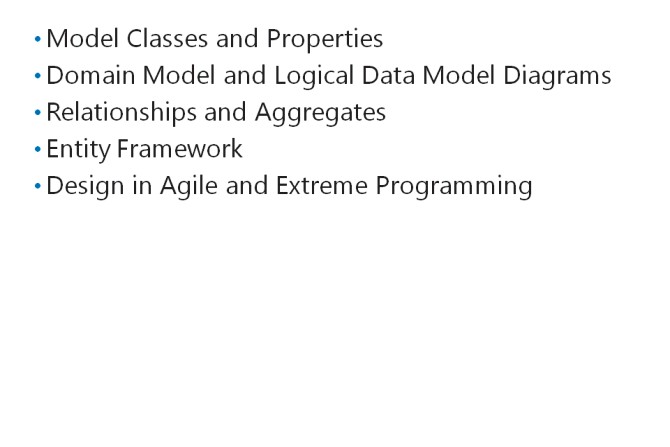 • Model Classes and Properties
• Domain Model and Logical Data Model Diagrams
• Relationships and Aggregates
• Entity Framework
• Design in Agile and Extreme Programming